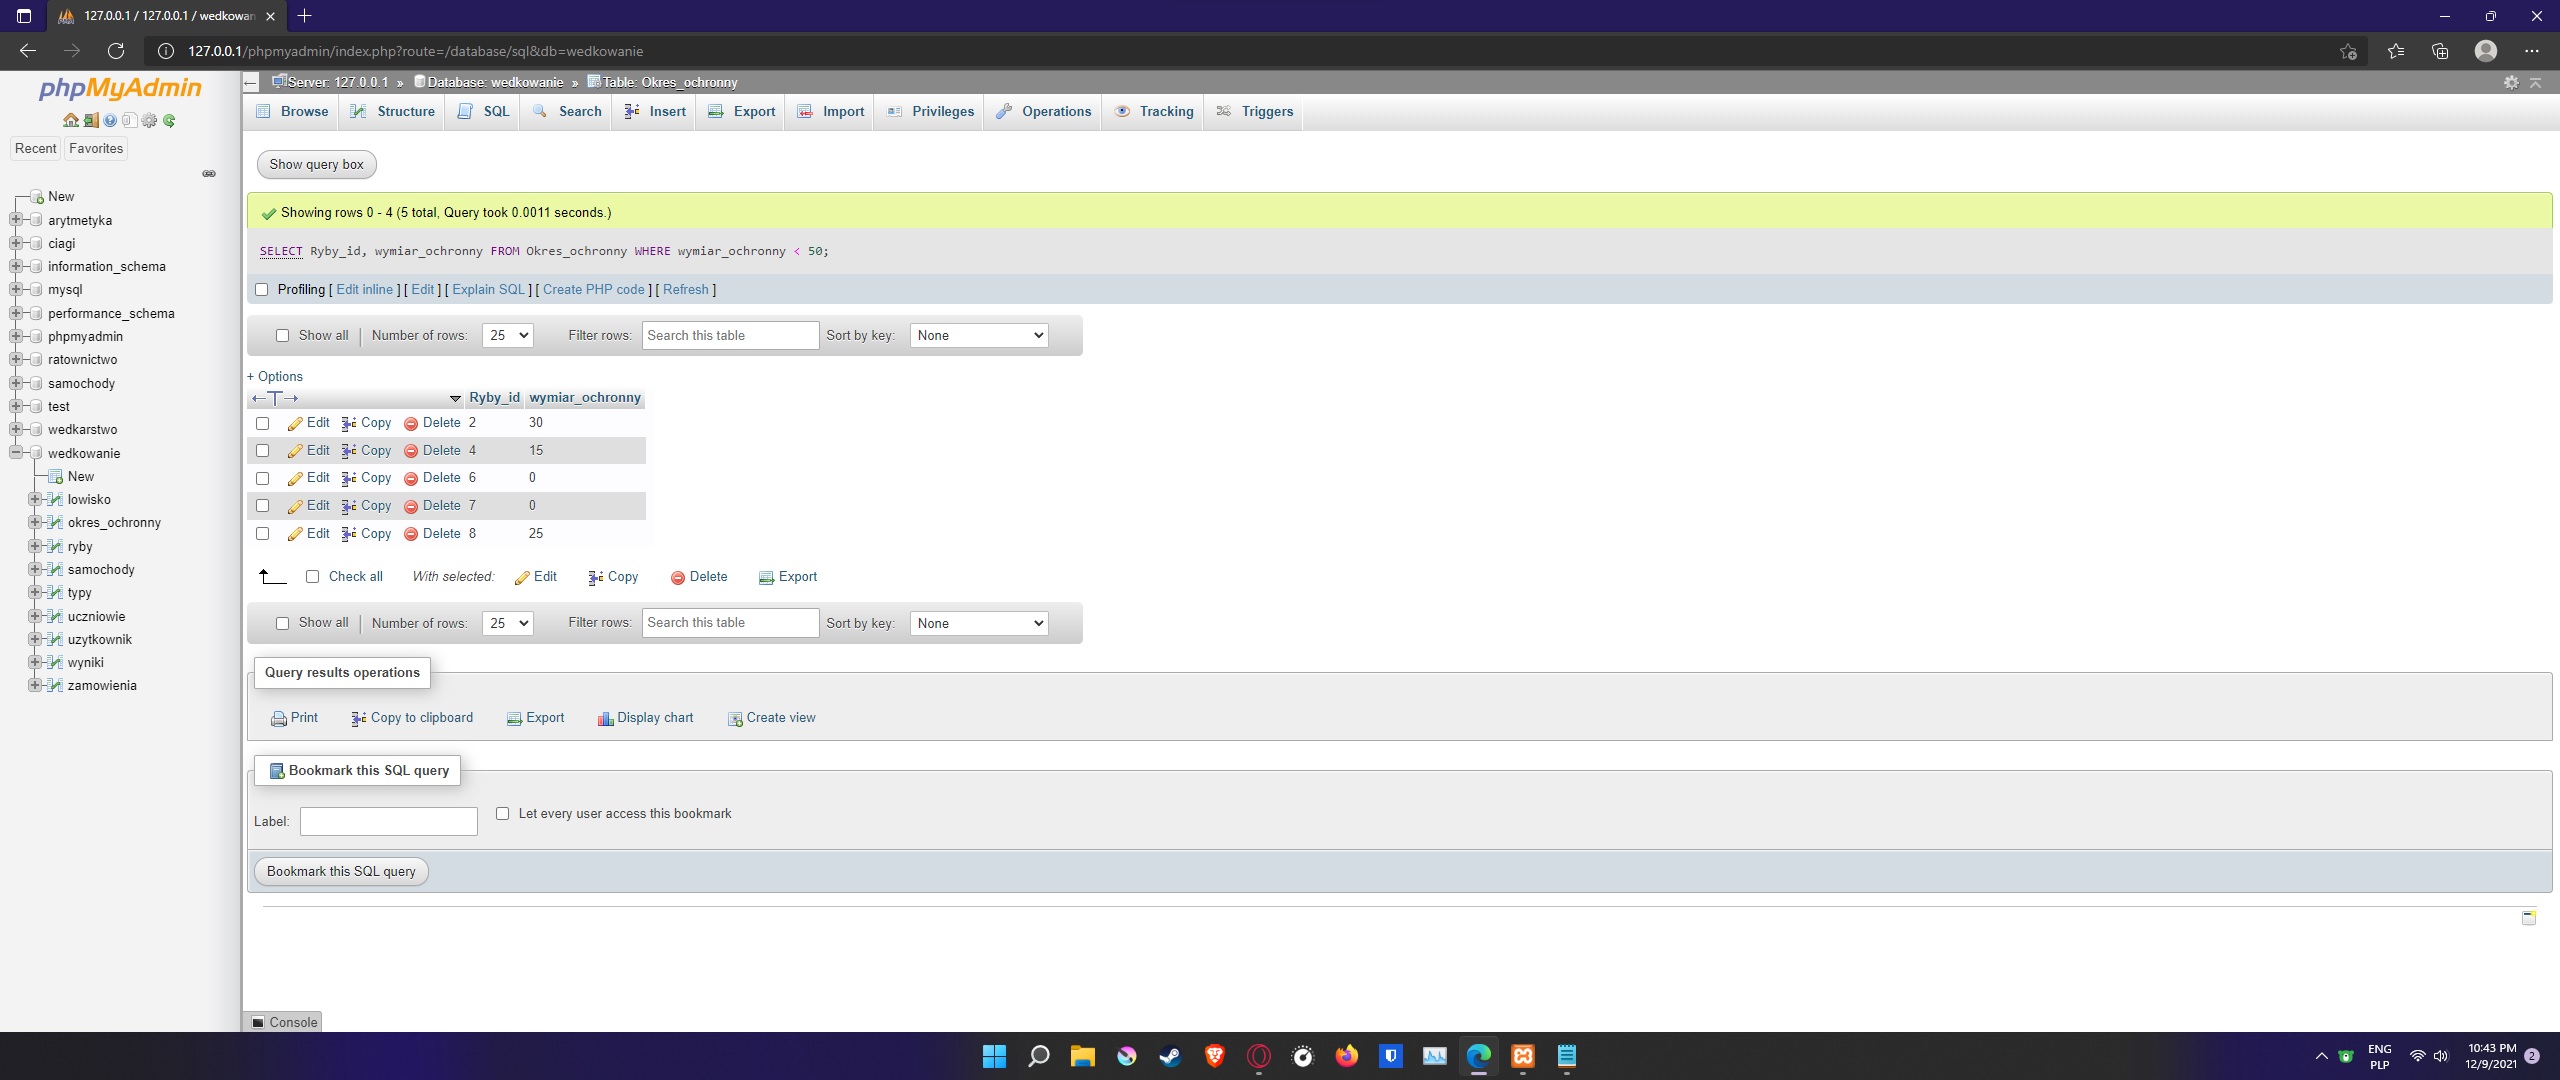 127.0.0.1 / 127.0.0.1 / wedkowan
127.0.0.1/phpmyadmin/index.php?route=/database/sql&db=wedkowanie
phpMyAdmin
Recent Favorites
New
arytmetyka
ciagi
information_schema
mysql
performance_schema
phpmyadmin
ratownictwo
samochody
test
wedkarstwo
wedkowanie
New
lowisko
okres_ochronny
ryby
samochody
typy
uczniowie
uzytkownik
wyniki
zamowienia
Server: 127.0.0.1 » Database: wedkowanie » Table: Okres_ochronny
Browse Structure SQL Search Insert Export Import Privileges Operations Tracking Triggers
Show query box
Showing rows 0 - 4 (5 total, Query took 0.0011 seconds.)
SELECT Ryby_id, wymiar_ochronny FROM Okres_ochronny WHERE wymiar_ochronny < 50;
Profiling [ Edit inline ] [ Edit ] [ Explain SQL ] [ Create PHP code ] [ Refresh ]
Show all | Number of rows: 25 Filter rows: Search this table Sort by key: None
+ Options
←T→ Ryby_id wymiar_ochronny
Edit Copy Delete 2 30
Edit Copy Delete 4 15
Edit Copy Delete 6 0
Edit Copy Delete 7 0
Edit Copy Delete 8 25
Check all With selected: Edit Copy Delete Export
Show all | Number of rows: 25 Filter rows: Search this table Sort by key: None
Query results operations
Print Copy to clipboard Export Display chart Create view
Bookmark this SQL query
Label: Let every user access this bookmark
Bookmark this SQL query
Console
ENG
PLP
10:43 PM
12/9/2021
2